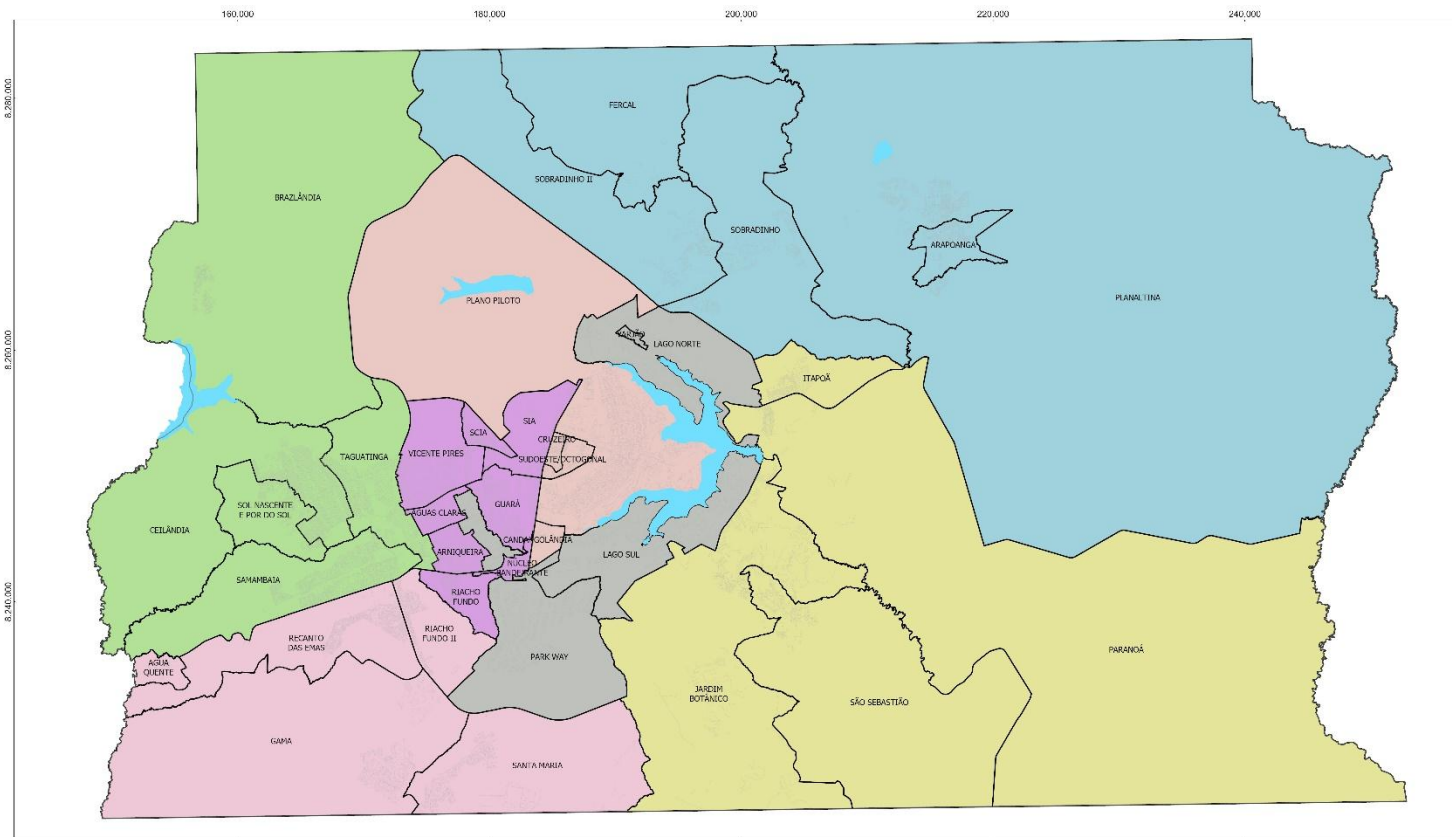 160.000
180.000
200.000
220.000
240.000
8.280.000
8.260.000
8.240.000
FERCAL
SOBRADINHO II
BRAZLÂNDIA
SOBRADINHO
ARAPOANGA
PLANALTINA
PLANO PILOTO
VARJÃO
LAGO NORTE
ITAPOÃ
SIA
SCIA
CRUZEIRO
VICENTE PIRES
TAGUATINGA
SUDOESTE/OCTOGONAL
SOL NASCENTE
E POR DO SOL
GUARÁ
ÁGUAS CLARAS
CEILÂNDIA
CANDANGOLÂNDIA
ARNIQUEIRA
LAGO SUL
NÚCLEO
BANDEIRANTE
SAMAMBAIA
RIACHO
FUNDO
RIACHO
FUNDO II
RECANTO
DAS EMAS
PARANOÁ
PARK WAY
ÁGUA
QUENTE
JARDIM
BOTÂNICO
SÃO SEBASTIÃO
GAMA
SANTA MARIA